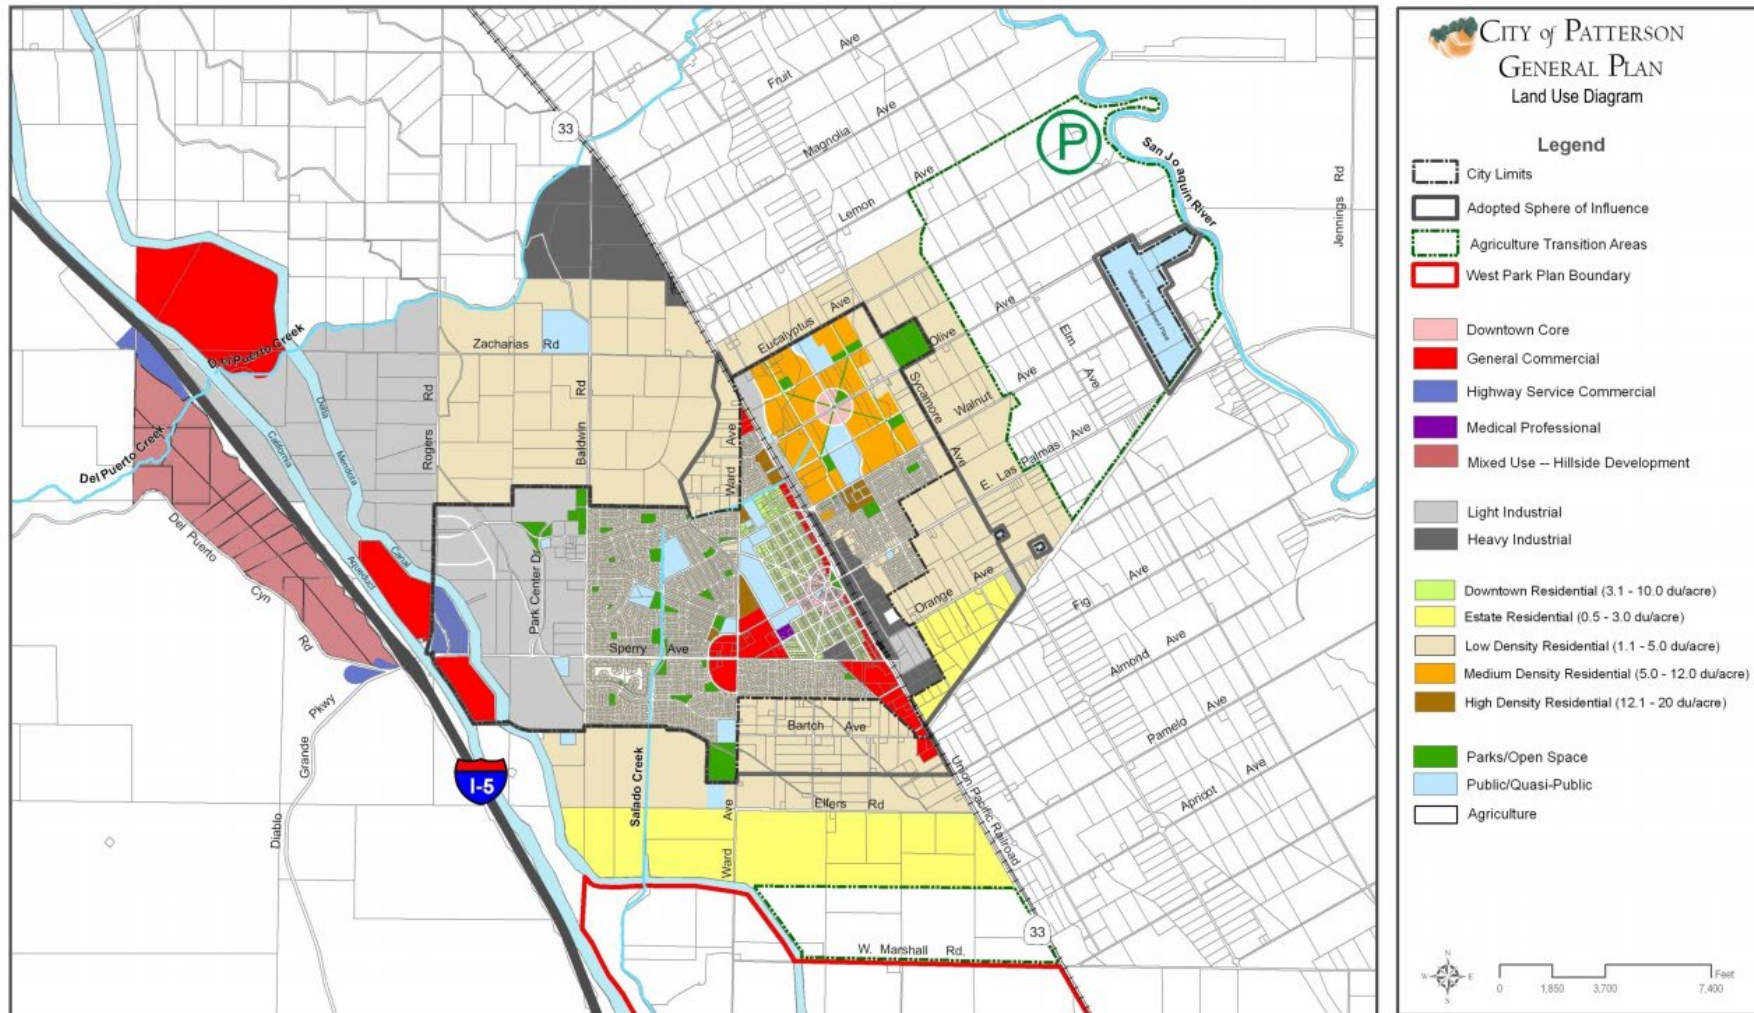 CITY of PATTERSON
GENERAL PLAN
Land Use Diagram
Legend
City Limits
Adopted Sphere of Influence
Agriculture Transition Areas
West Park Plan Boundary
Downtown Core
General Commercial
Highway Service Commercial
Medical Professional
Mixed Use -- Hillside Development
Light Industrial
Heavy Industrial
Downtown Residential (3.1 - 10.0 du/acre)
Estate Residential (0.5 - 3.0 du/acre)
Low Density Residential (1.1 - 5.0 du/acre)
Medium Density Residential (5.0 - 12.0 du/acre)
High Density Residential (12.1 - 20 du/acre)
Parks/Open Space
Public/Quasi-Public
Agriculture
N
W
E
S
Feet
0 1,850 3,700 7,400
Fruit Ave
33
Magnolia Ave
P
San Joaquin River
Jennings Rd
Lemon Ave
Wastewater Treatment Plant
Eucalyptus Ave
Olive Ave
Elm Ave
Zacharias Rd
Del Puerto Creek
Sycamore Ave
Walnut Ave
Delta Mendota Canal
California Aqueduct
Rogers Rd
Baldwin Rd
Ward Ave
E. Las Palmas Ave
Del Puerto Creek
Del Puerto Cyn Rd
Park Center Dr
Orange Ave
Fig Ave
Sperry Ave
Almond Ave
Diablo Grande Pkwy
Bartch Ave
Pamelo Ave
I-5
Salado Creek
Union Pacific Railroad
Apricot Ave
Elfers Rd
Ward Ave
33
W. Marshall Rd.